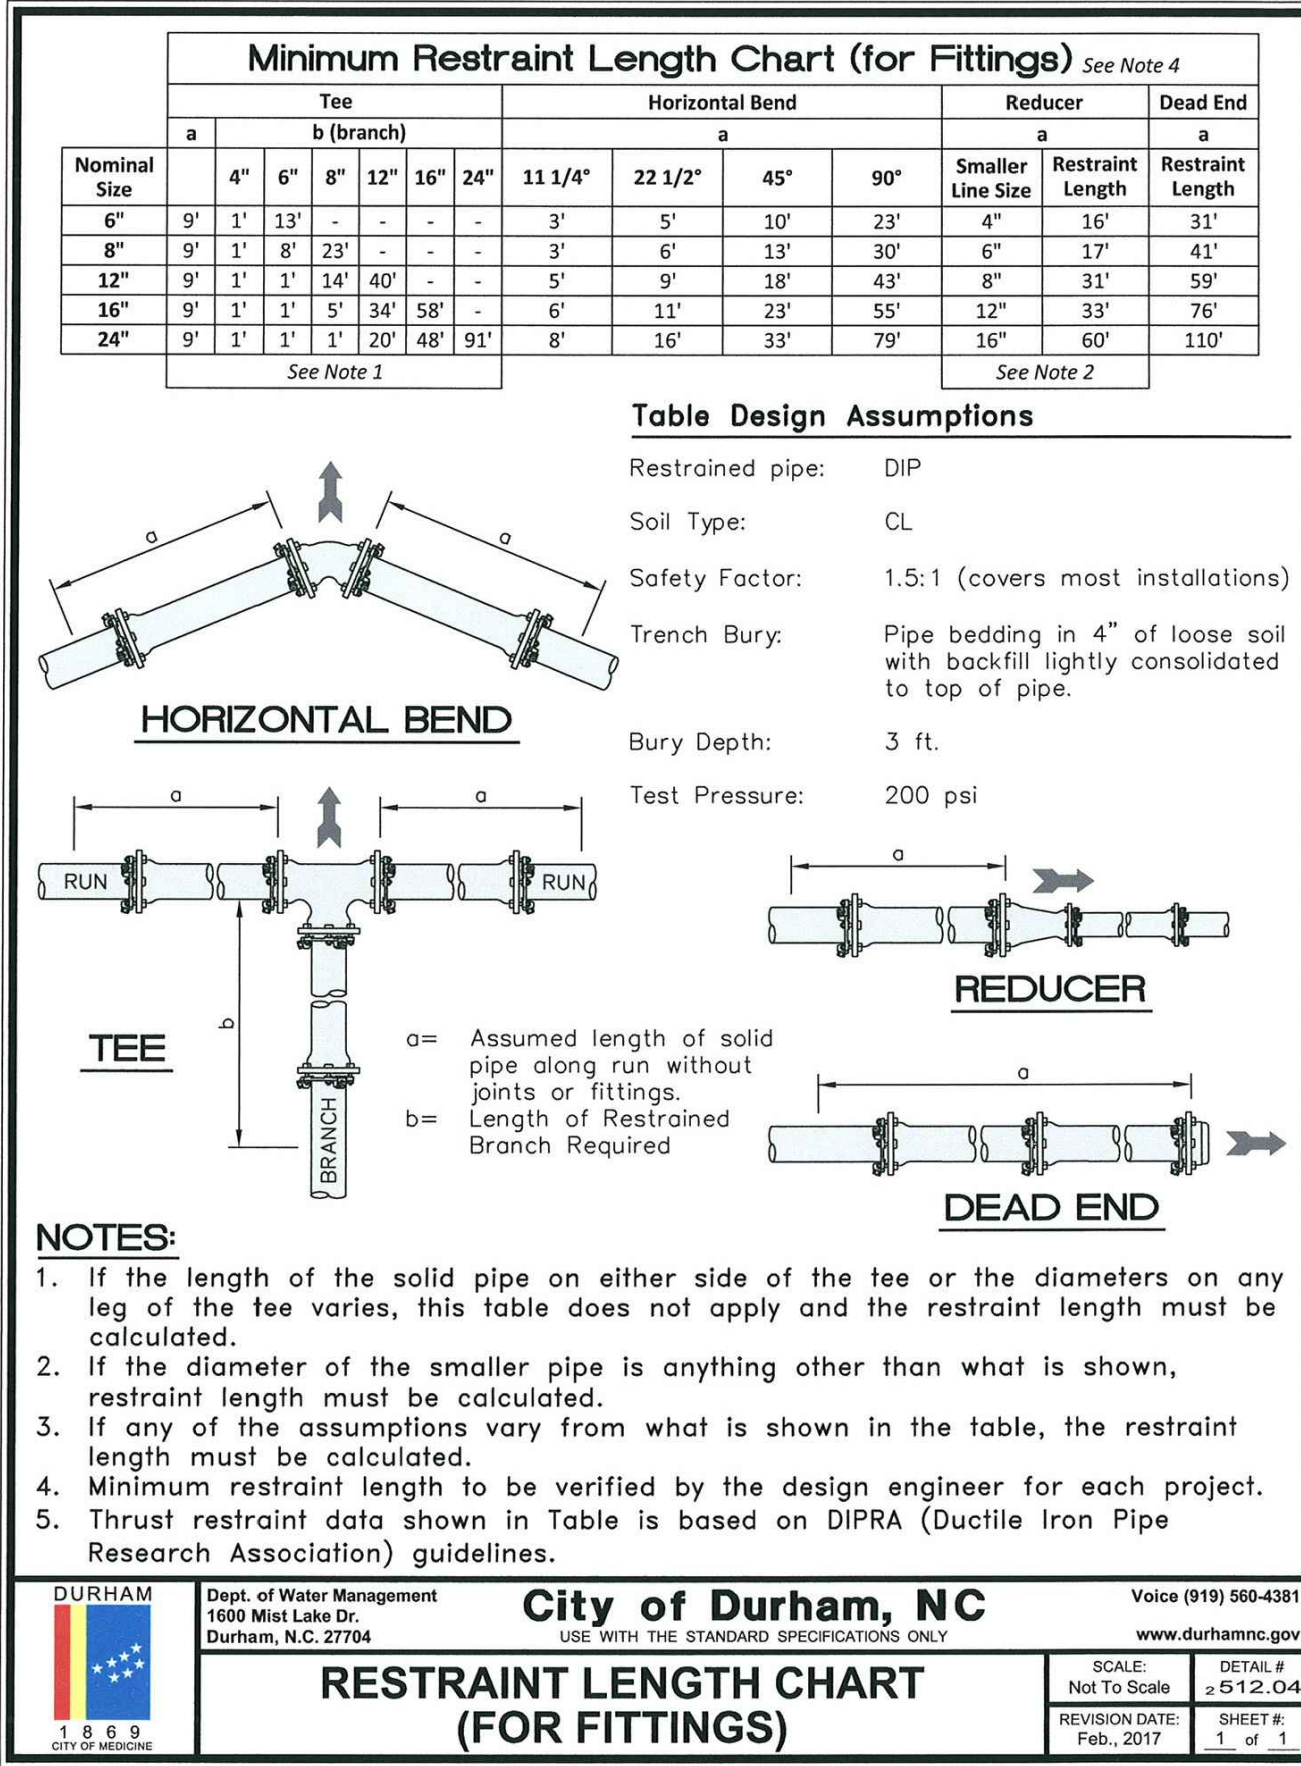 Minimum Restraint Length Chart (for Fittings) See Note 4
Tee Horizontal Bend Reducer Dead End
a b (branch) a a a
Nominal Size 4" 6" 8" 12" 16" 24" 11 1/4° 22 1/2° 45° 90° Smaller Line Size Restraint Length Restraint Length
6" 9' 1' 13' - - - - 3' 5' 10' 23' 4" 16' 31'
8" 9' 1' 8' 23' - - - 3' 6' 13' 30' 6" 17' 41'
12" 9' 1' 1' 14' 40' - - 5' 9' 18' 43' 8" 31' 59'
16" 9' 1' 1' 5' 34' 58' - 6' 11' 23' 55' 12" 33' 76'
24" 9' 1' 1' 1' 20' 48' 91' 8' 16' 33' 79' 16" 60' 110'
See Note 1 See Note 2
Table Design Assumptions
Restrained pipe: DIP
Soil Type: CL
Safety Factor: 1.5:1 (covers most installations)
Trench Bury: Pipe bedding in 4" of loose soil
with backfill lightly consolidated
to top of pipe.
Bury Depth: 3 ft.
Test Pressure: 200 psi
a a
HORIZONTAL BEND
a a
RUN RUN
b
BRANCH
TEE
a= Assumed length of solid
pipe along run without
joints or fittings.
b= Length of Restrained
Branch Required
a
REDUCER
a
DEAD END
NOTES:
1. If the length of the solid pipe on either side of the tee or the diameters on any
leg of the tee varies, this table does not apply and the restraint length must be
calculated.
2. If the diameter of the smaller pipe is anything other than what is shown,
restraint length must be calculated.
3. If any of the assumptions vary from what is shown in the table, the restraint
length must be calculated.
4. Minimum restraint length to be verified by the design engineer for each project.
5. Thrust restraint data shown in Table is based on DIPRA (Ductile Iron Pipe
Research Association) guidelines.
DURHAM
1 8 6 9
CITY OF MEDICINE
Dept. of Water Management
1600 Mist Lake Dr.
Durham, N.C. 27704
City of Durham, NC
USE WITH THE STANDARD SPECIFICATIONS ONLY
Voice (919) 560-4381
www.durhamnc.gov
RESTRAINT LENGTH CHART
(FOR FITTINGS)
SCALE:
Not To Scale
DETAIL #
2 512.04
REVISION DATE:
Feb., 2017
SHEET #:
1 of 1